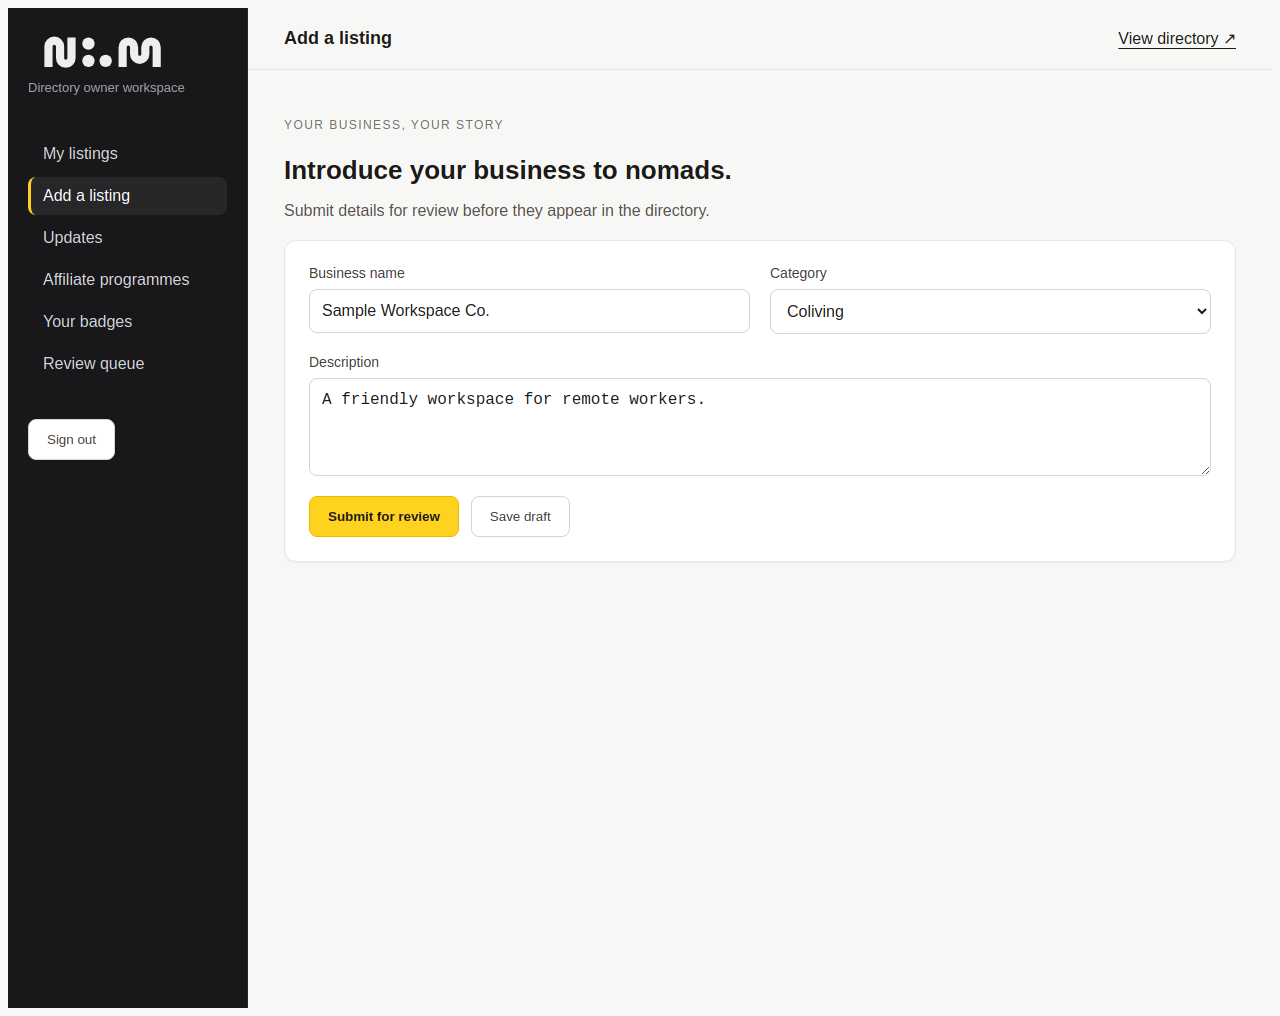 Directory owner workspace
My listings
Add a listing
Updates
Affiliate programmes
Your badges
Review queue
Sign out
Add a listing
View directory ↗
YOUR BUSINESS, YOUR STORY
Introduce your business to nomads.
Submit details for review before they appear in the directory.
Business name
Category
Sample Workspace Co.
Coliving
Description
A friendly workspace for remote workers.
Submit for review
Save draft